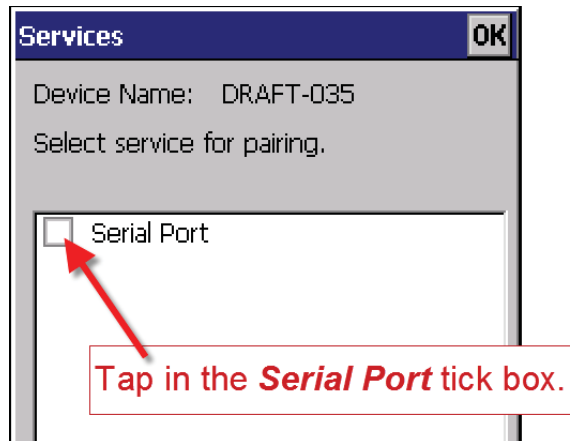 Services OK
Device Name: DRAFT-035
Select service for pairing.
Serial Port
Tap in the Serial Port tick box.